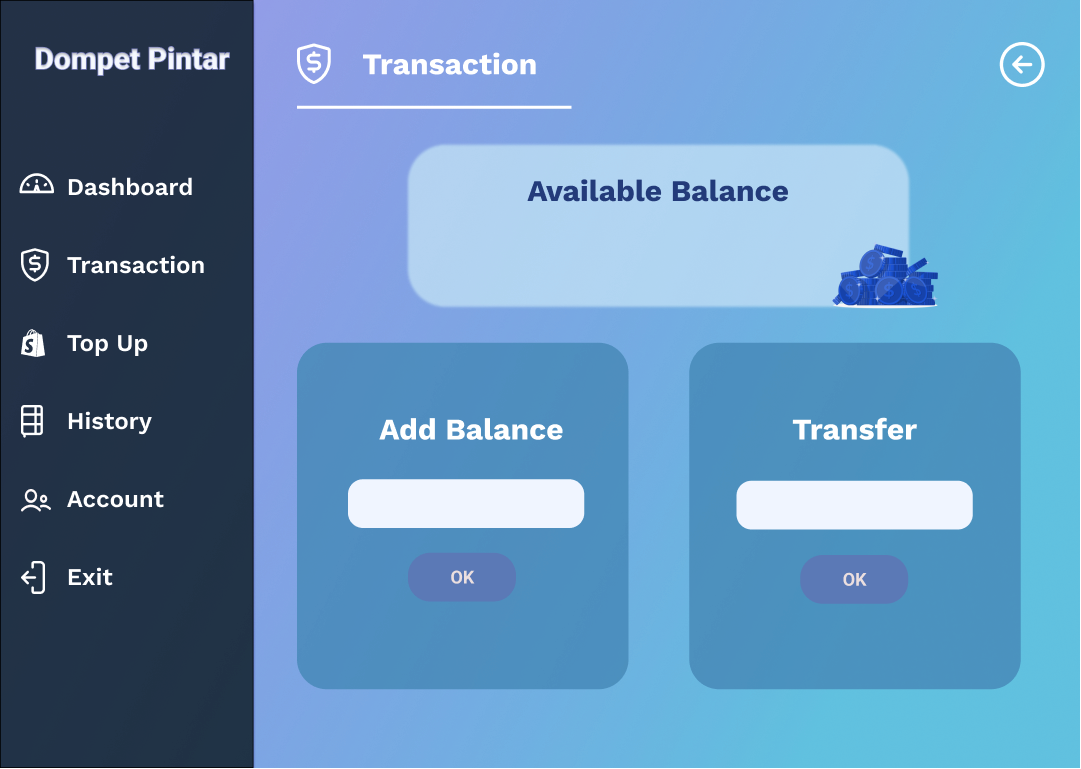 Dompet Pintar
Dashboard
Transaction
Top Up
History
Account
Exit
Transaction
Available Balance
Add Balance
OK
Transfer
OK